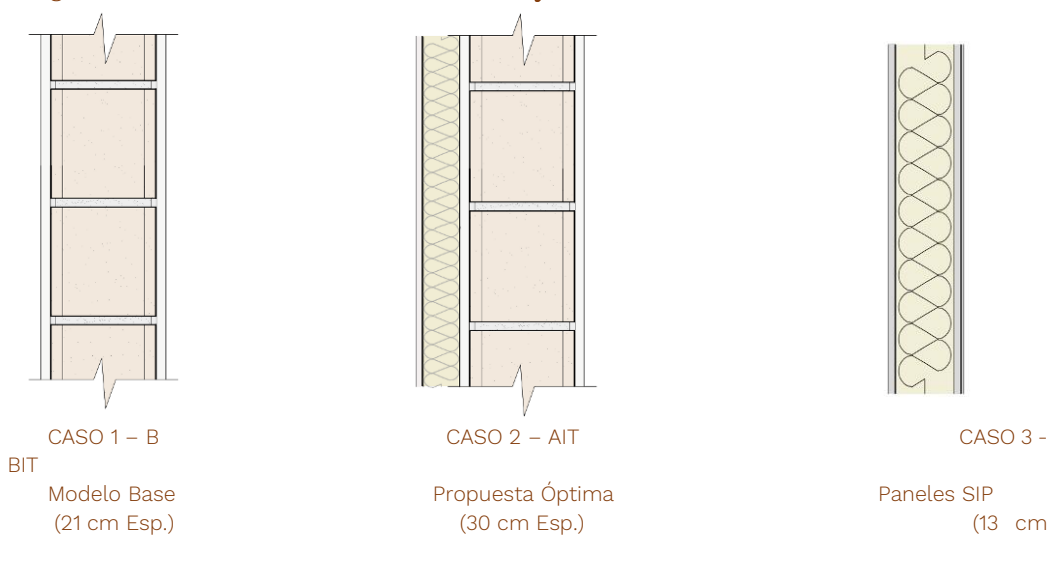 CASO 1 – B
CASO 2 – AIT
CASO 3 -
BIT
Modelo Base
Propuesta Óptima
Paneles SIP
(21 cm Esp.)
(30 cm Esp.)
(13 cm